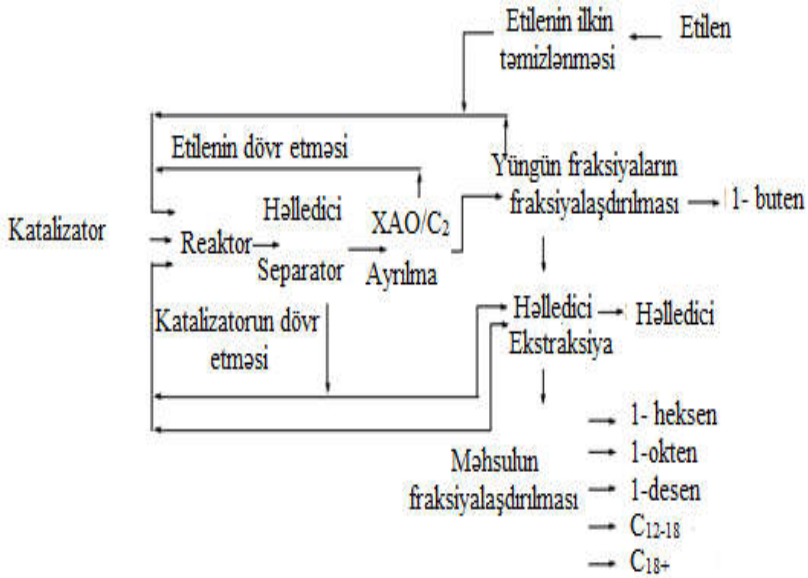 Etilenin ilkin
təmizlənməsi
Etilen
Etilenin dövr etməsi
Yüngün fraksiyaların
fraksiyalaşdırılması
1- buten
Katalizator
Reaktor
Həlledici
Separator
XAO/C₂
Ayrılma
Katalizatorun dövr
etməsi
Həlledici
Ekstraksiya
Həlledici
Məhsulun
fraksiyalaşdırılması
1- heksen
1-okten
1-desen
C₁₂₋₁₈
C₁₈₊